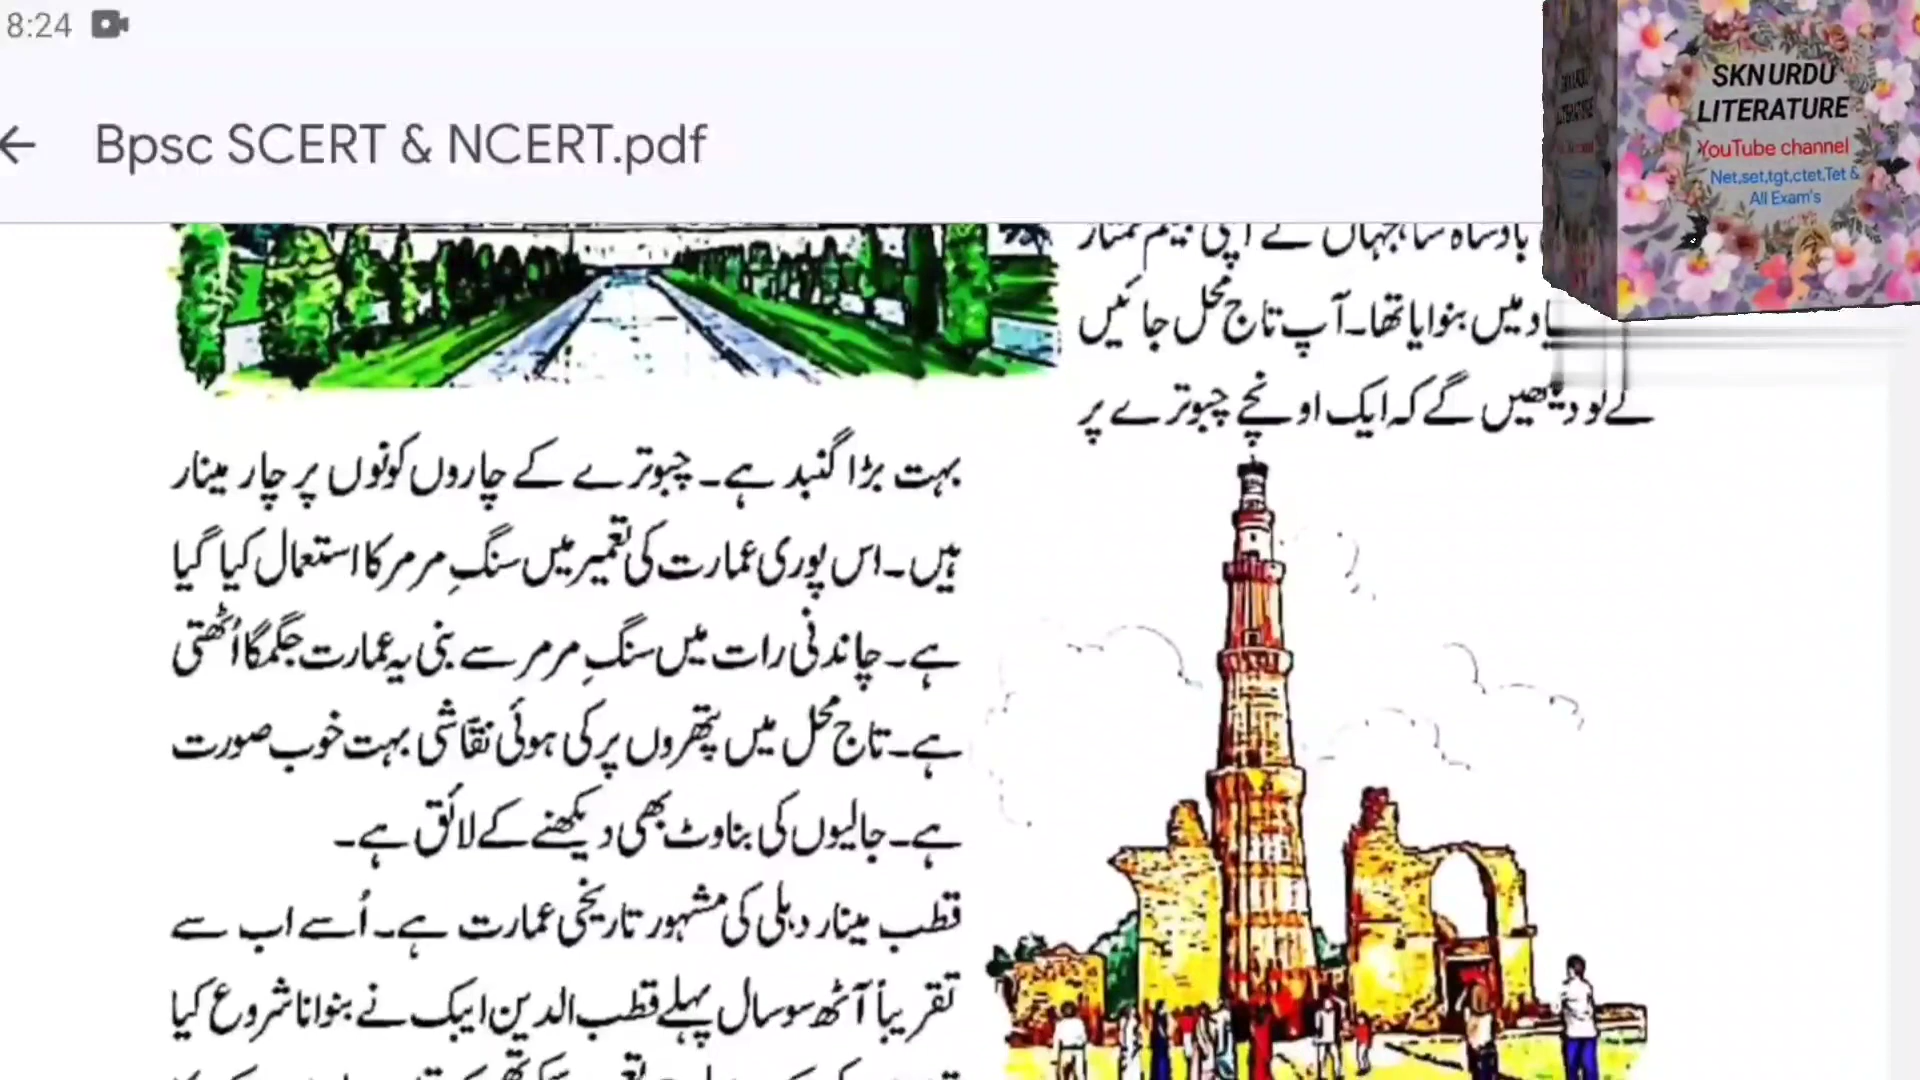 8:24
Bpsc SCERT & NCERT.pdf
SKN URDU
LITERATURE
YouTube channel
Net,set,tgt,ctet,Tet &
All Exam's
بادشاہ شاہجہاں نے اپنی بیگم ممتاز
میں بنوایا تھا۔ آپ تاج محل جائیں
گے تو دیکھیں گے کہ ایک اونچے چبوترے پر
بہت بڑا گنبد ہے۔ چبوترے کے چاروں کونوں پر چار مینار
ہیں۔ اس پوری عمارت کی تعمیر میں سنگِ مرمر کا استعمال کیا گیا
ہے۔ چاندنی رات میں سنگِ مرمر سے بنی یہ عمارت جگمگا اُٹھتی
ہے۔ تاج محل میں پتھروں پر کی ہوئی نقّاشی بہت خوب صورت
ہے۔ جالیوں کی بناوٹ بھی دیکھنے کے لائق ہے۔
قطب مینار دہلی کی مشہور تاریخی عمارت ہے۔ اُسے اب سے
تقریباً آٹھ سو سال پہلے قطب الدین ایبک نے بنوانا شروع کیا